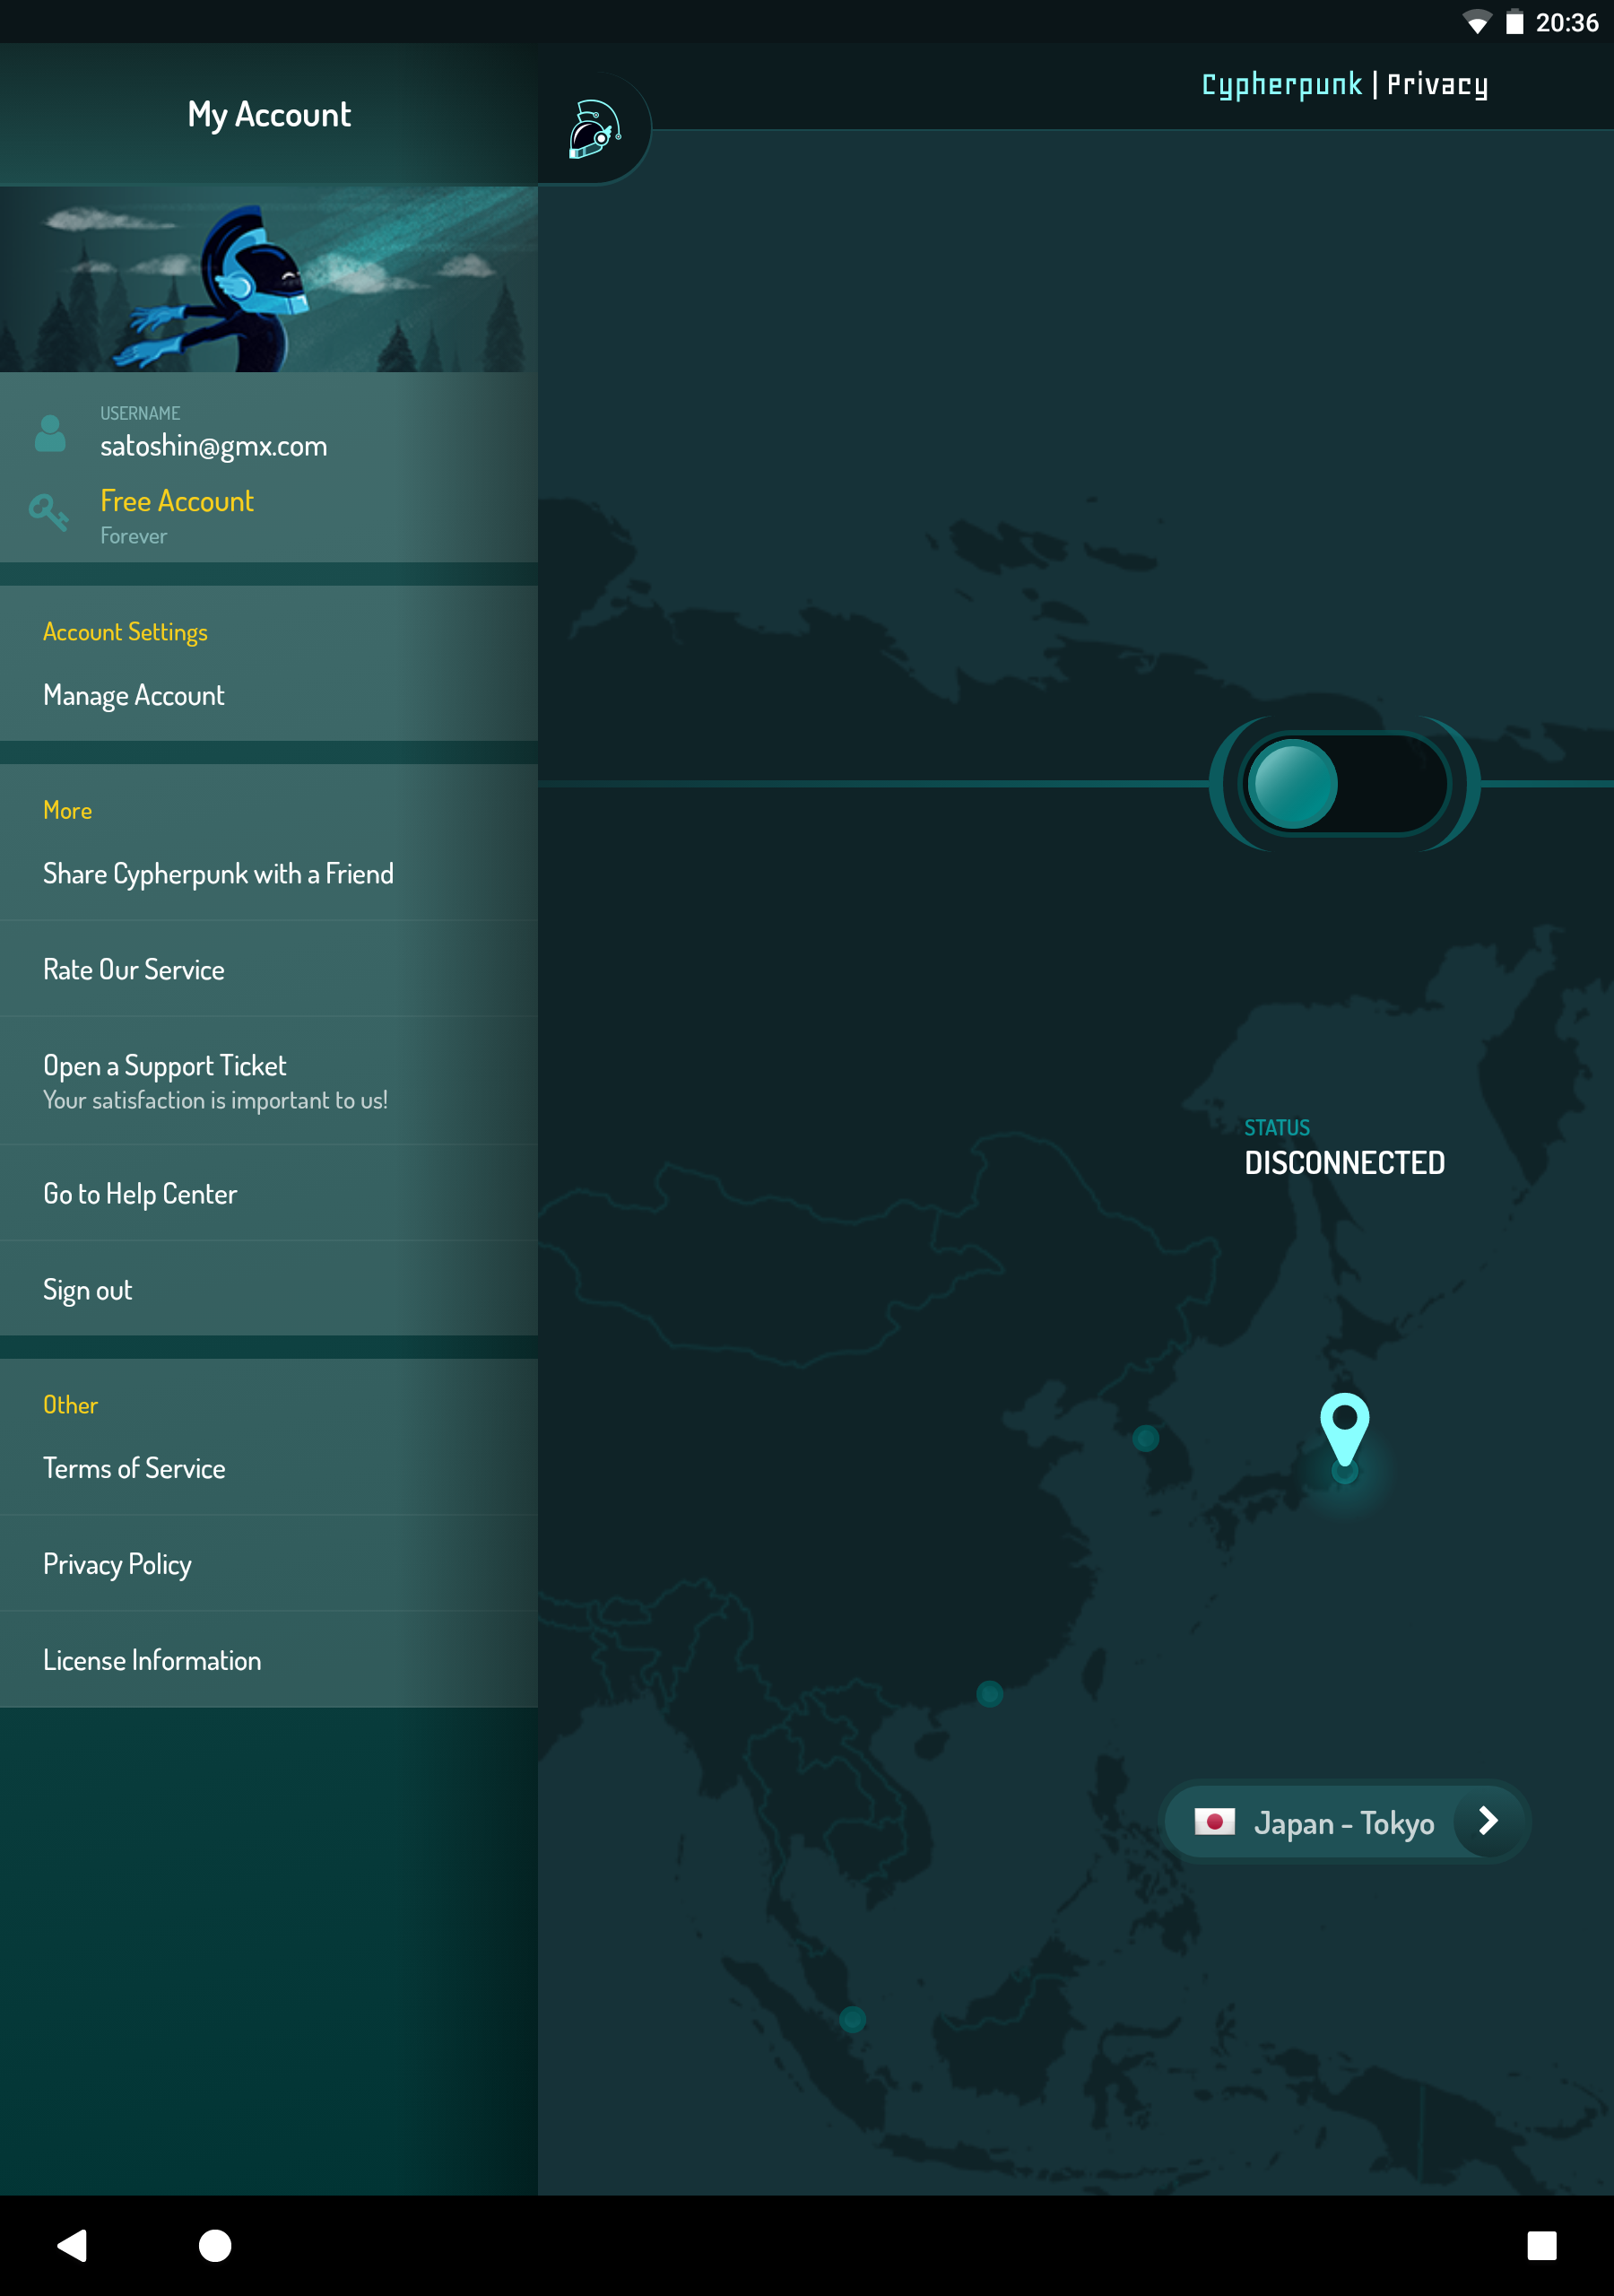 20:36
My Account
Cypherpunk | Privacy
USERNAME
satoshin@gmx.com
Free Account
Forever
Account Settings
Manage Account
More
Share Cypherpunk with a Friend
Rate Our Service
Open a Support Ticket
Your satisfaction is important to us!
Go to Help Center
Sign out
Other
Terms of Service
Privacy Policy
License Information
STATUS
DISCONNECTED
Japan - Tokyo